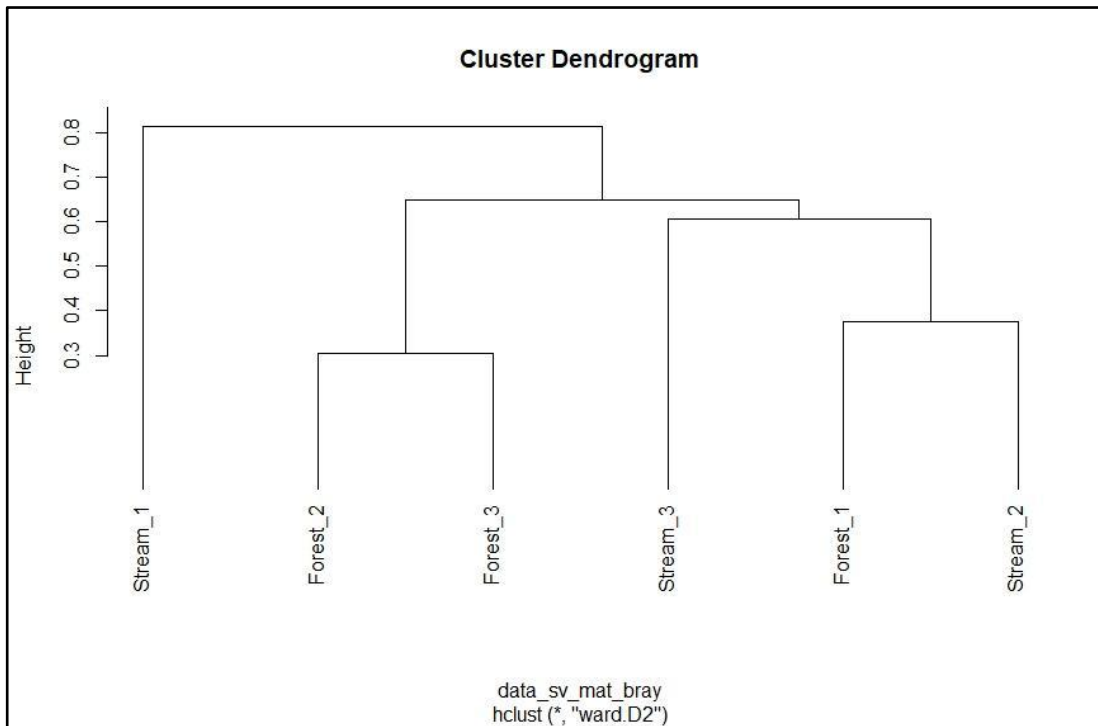 Cluster Dendrogram
Height
0.3
0.4
0.5
0.6
0.7
0.8
Stream_1
Forest_2
Forest_3
Stream_3
Forest_1
Stream_2
data_sv_mat_bray
hclust (*, "ward.D2")